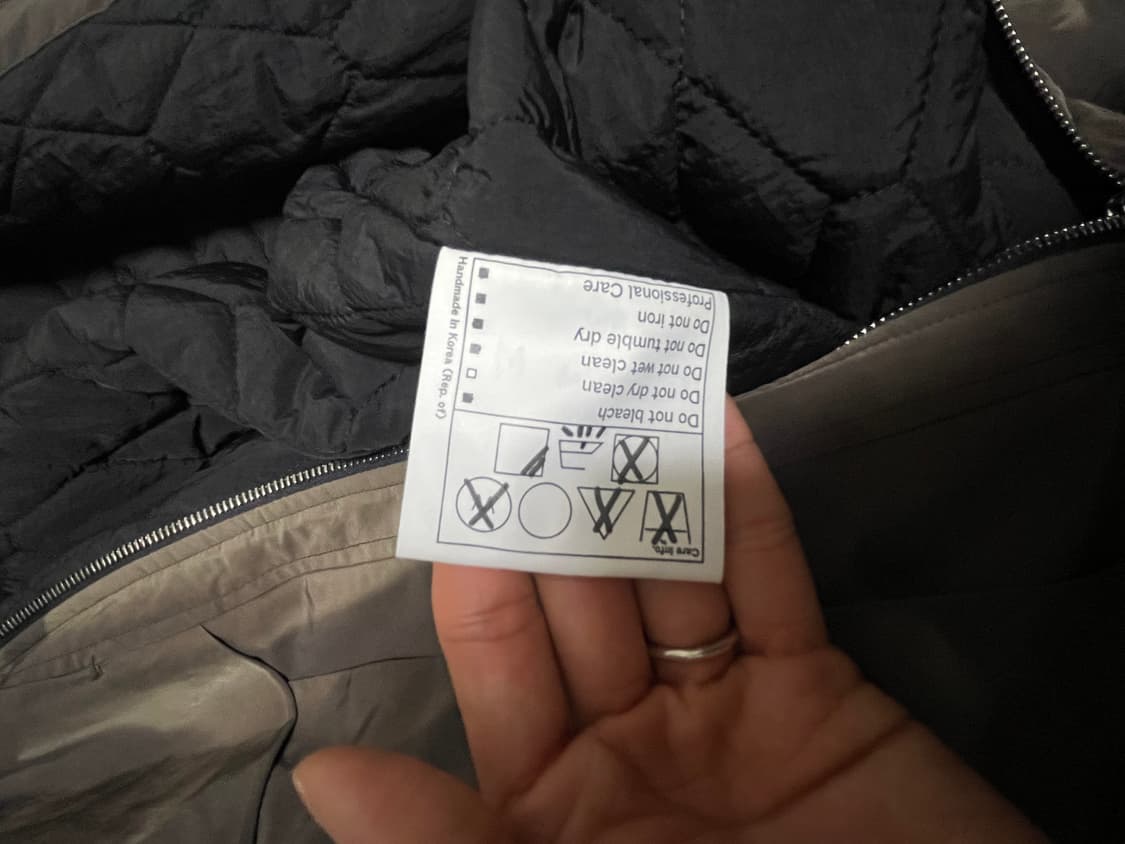 Care Info.
Do not bleach
Do not dry clean
Do not wet clean
Do not tumble dry
Do not iron
Professional Care
Handmade In Korea (Rep. of)